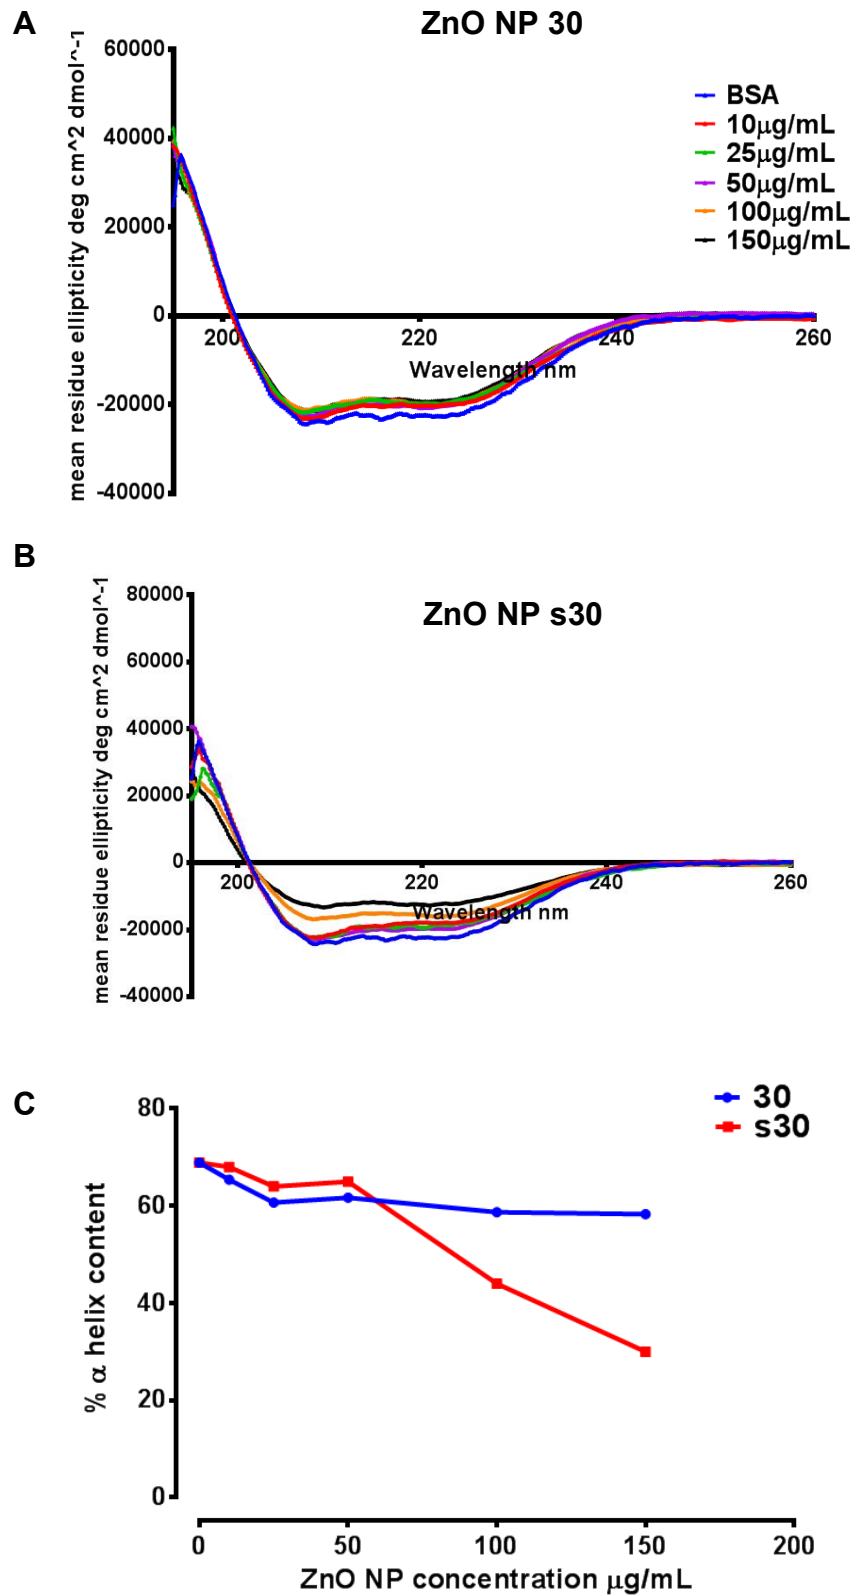 A
ZnO NP 30
mean residue ellipticity deg cm^2 dmol^-1
60000
40000
20000
0
-20000
-40000
200
220
240
260
Wavelength nm
BSA
10µg/mL
25µg/mL
50µg/mL
100µg/mL
150µg/mL
B
ZnO NP s30
mean residue ellipticity deg cm^2 dmol^-1
80000
60000
40000
20000
0
-20000
-40000
200
220
240
260
Wavelength nm
C
30
s30
% α helix content
80
60
40
20
0
0
50
100
150
200
ZnO NP concentration µg/mL